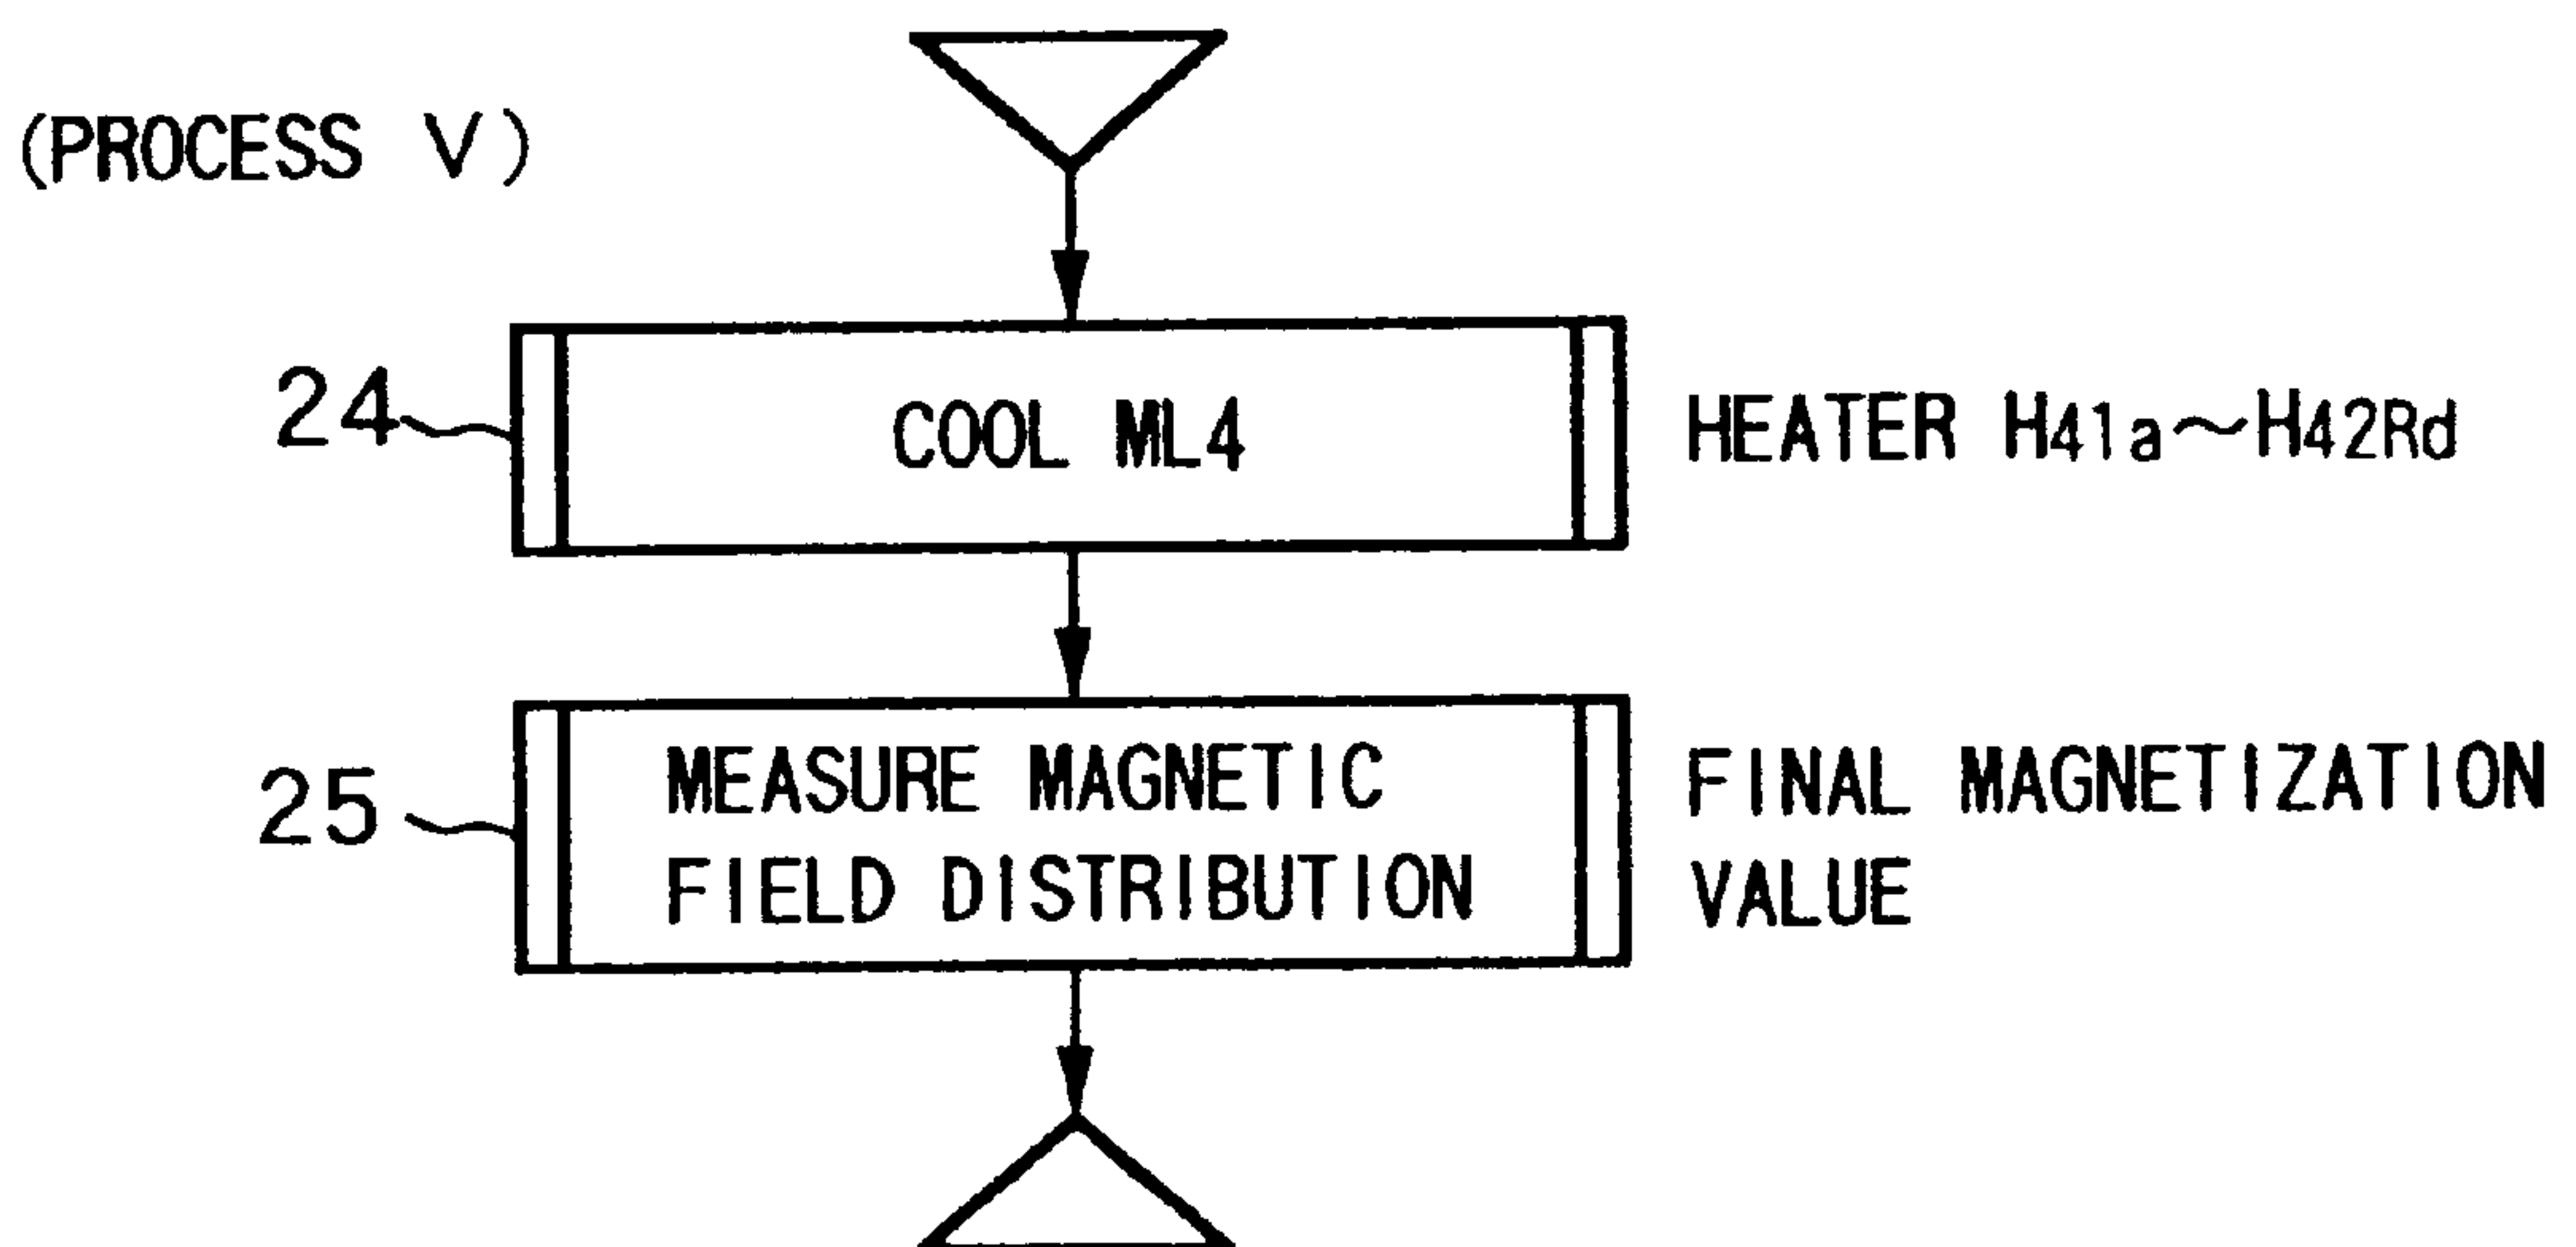 (PROCESS V)
24
COOL ML4
HEATER H41a~H42Rd
25
MEASURE MAGNETIC
FIELD DISTRIBUTION
FINAL MAGNETIZATION
VALUE